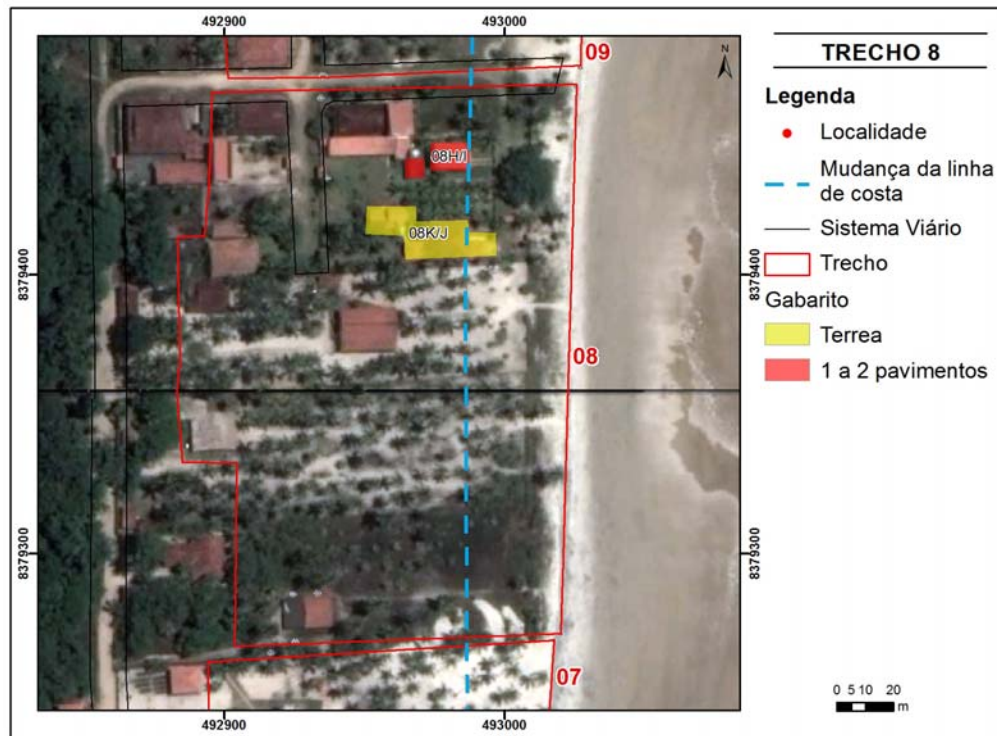 492900
493000
TRECHO 8
N
09
Legenda
Localidade
Mudança da linha
de costa
Sistema Viário
Trecho
Gabarito
Terrea
1 a 2 pavimentos
08H/I
08K/J
8379400
8379400
08
8379300
8379300
07
0 5 10 20
m
492900
493000